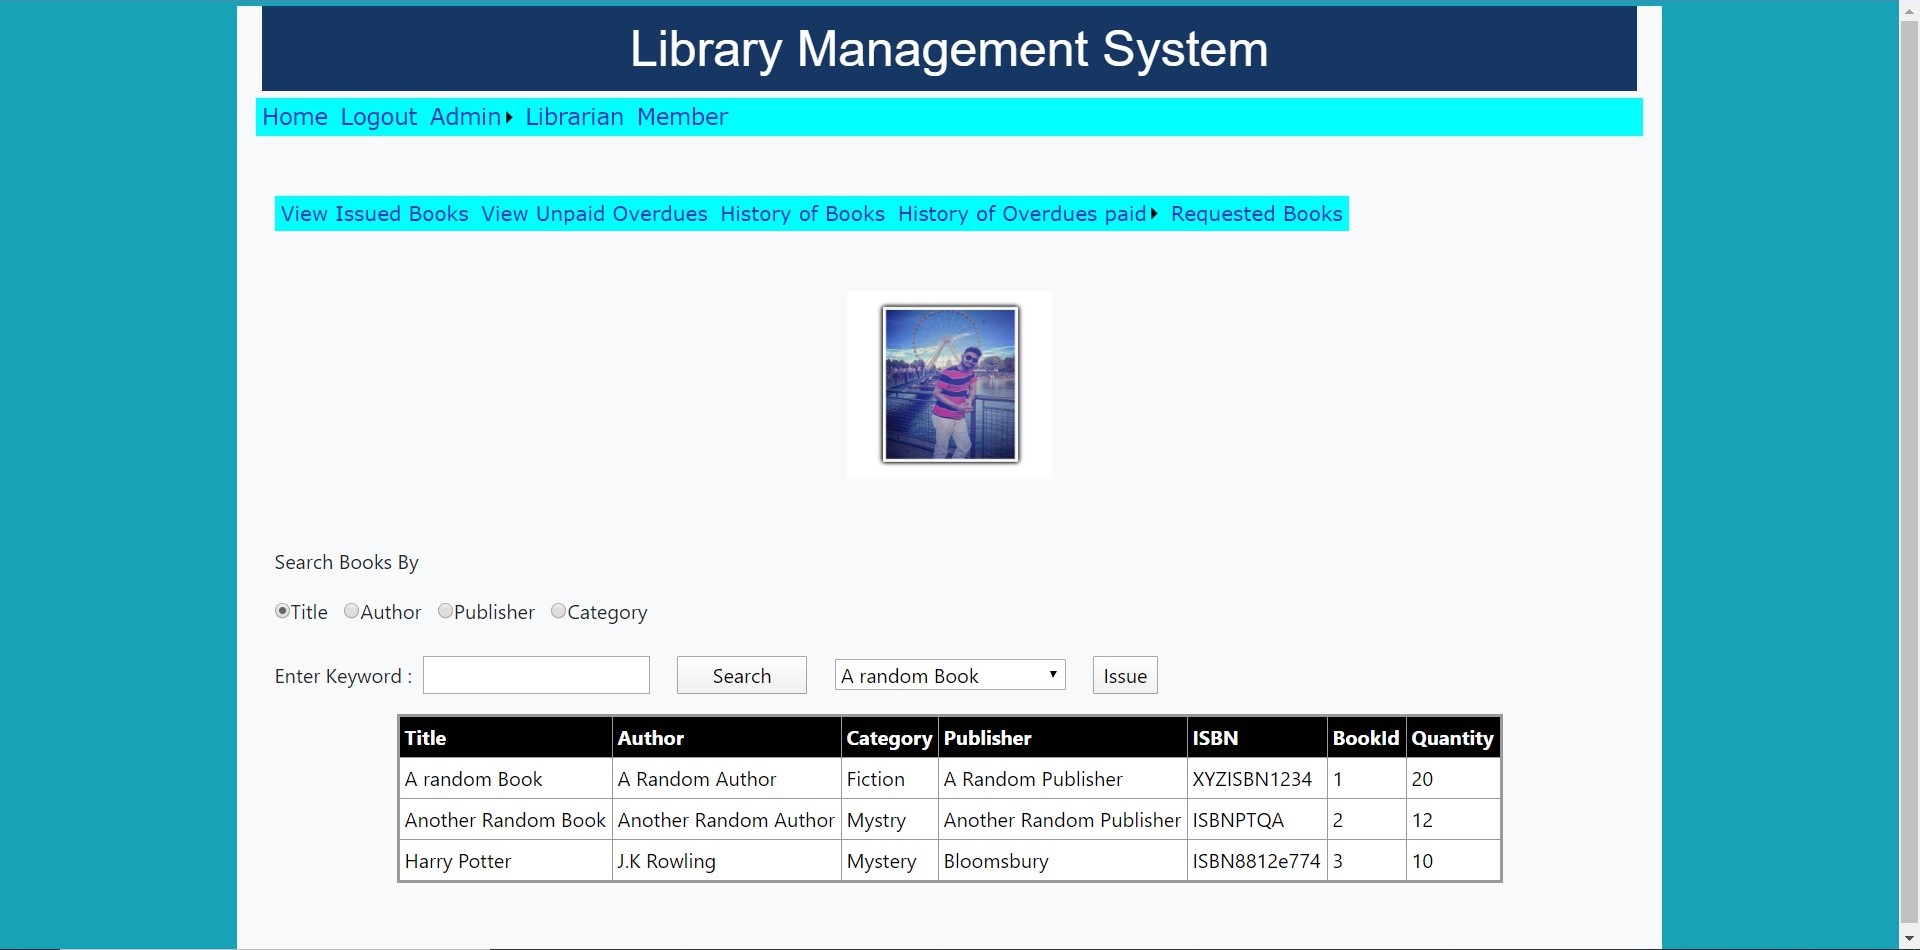 Library Management System
Home Logout Admin Librarian Member
View Issued Books View Unpaid Overdues History of Books History of Overdues paid Requested Books
Search Books By
Title Author Publisher Category
Enter Keyword : Search A random Book Issue
Title Author Category Publisher ISBN BookId Quantity
A random Book A Random Author Fiction A Random Publisher XYZISBN1234 1 20
Another Random Book Another Random Author Mystry Another Random Publisher ISBNPTQA 2 12
Harry Potter J.K Rowling Mystery Bloomsbury ISBN8812e774 3 10